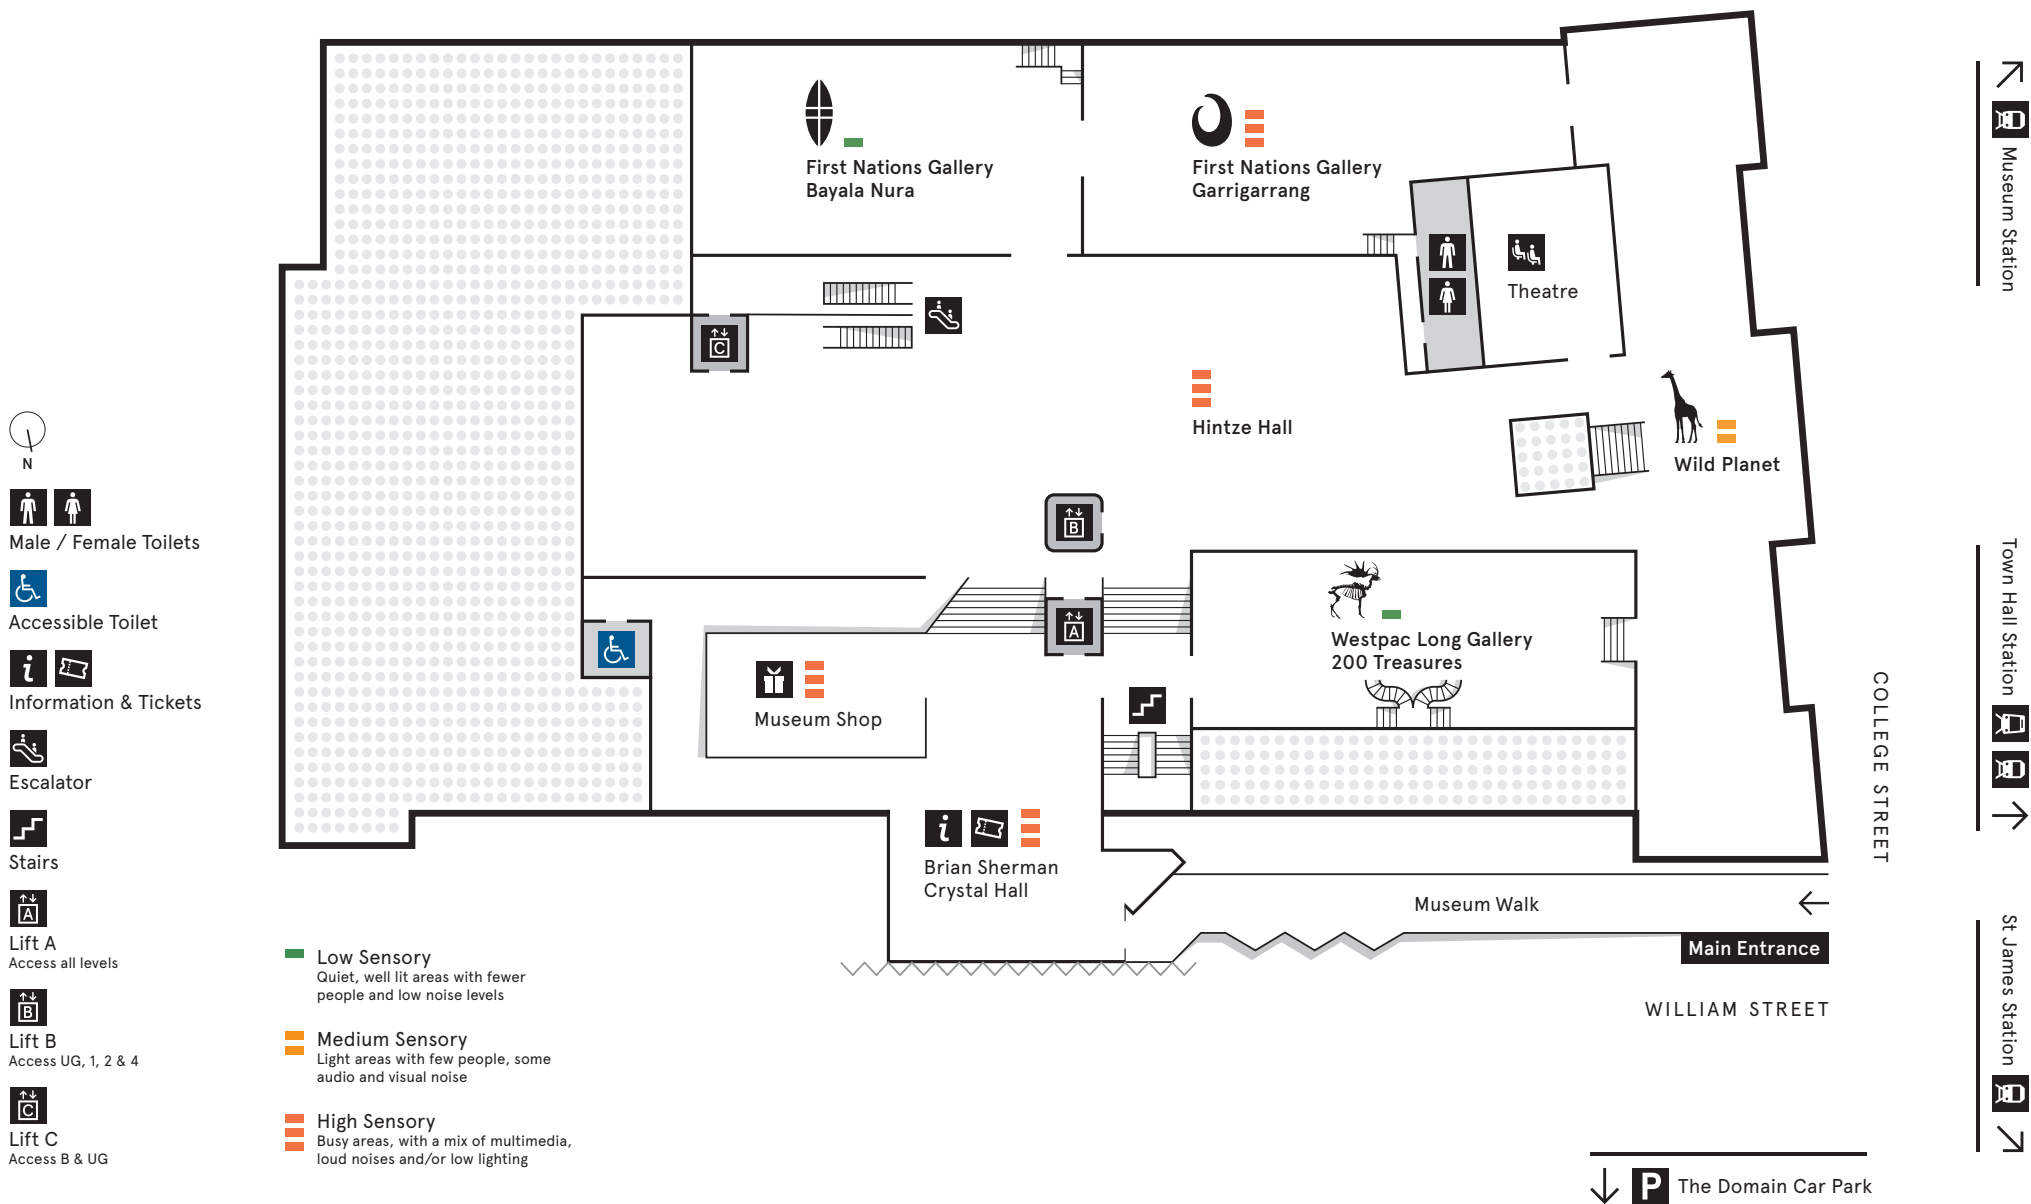 First Nations Gallery
Bayala Nura
First Nations Gallery
Garrigarrang
Theatre
C
Hintze Hall
Wild Planet
B
A
Westpac Long Gallery
200 Treasures
Museum Shop
i
Brian Sherman
Crystal Hall
Museum Walk
Main Entrance
WILLIAM STREET
COLLEGE STREET
Museum Station
Town Hall Station
St James Station
P The Domain Car Park
N
Male / Female Toilets
Accessible Toilet
i
Information & Tickets
Escalator
Stairs
A
Lift A
Access all levels
B
Lift B
Access UG, 1, 2 & 4
C
Lift C
Access B & UG
Low Sensory
Quiet, well lit areas with fewer
people and low noise levels
Medium Sensory
Light areas with few people, some
audio and visual noise
High Sensory
Busy areas, with a mix of multimedia,
loud noises and/or low lighting